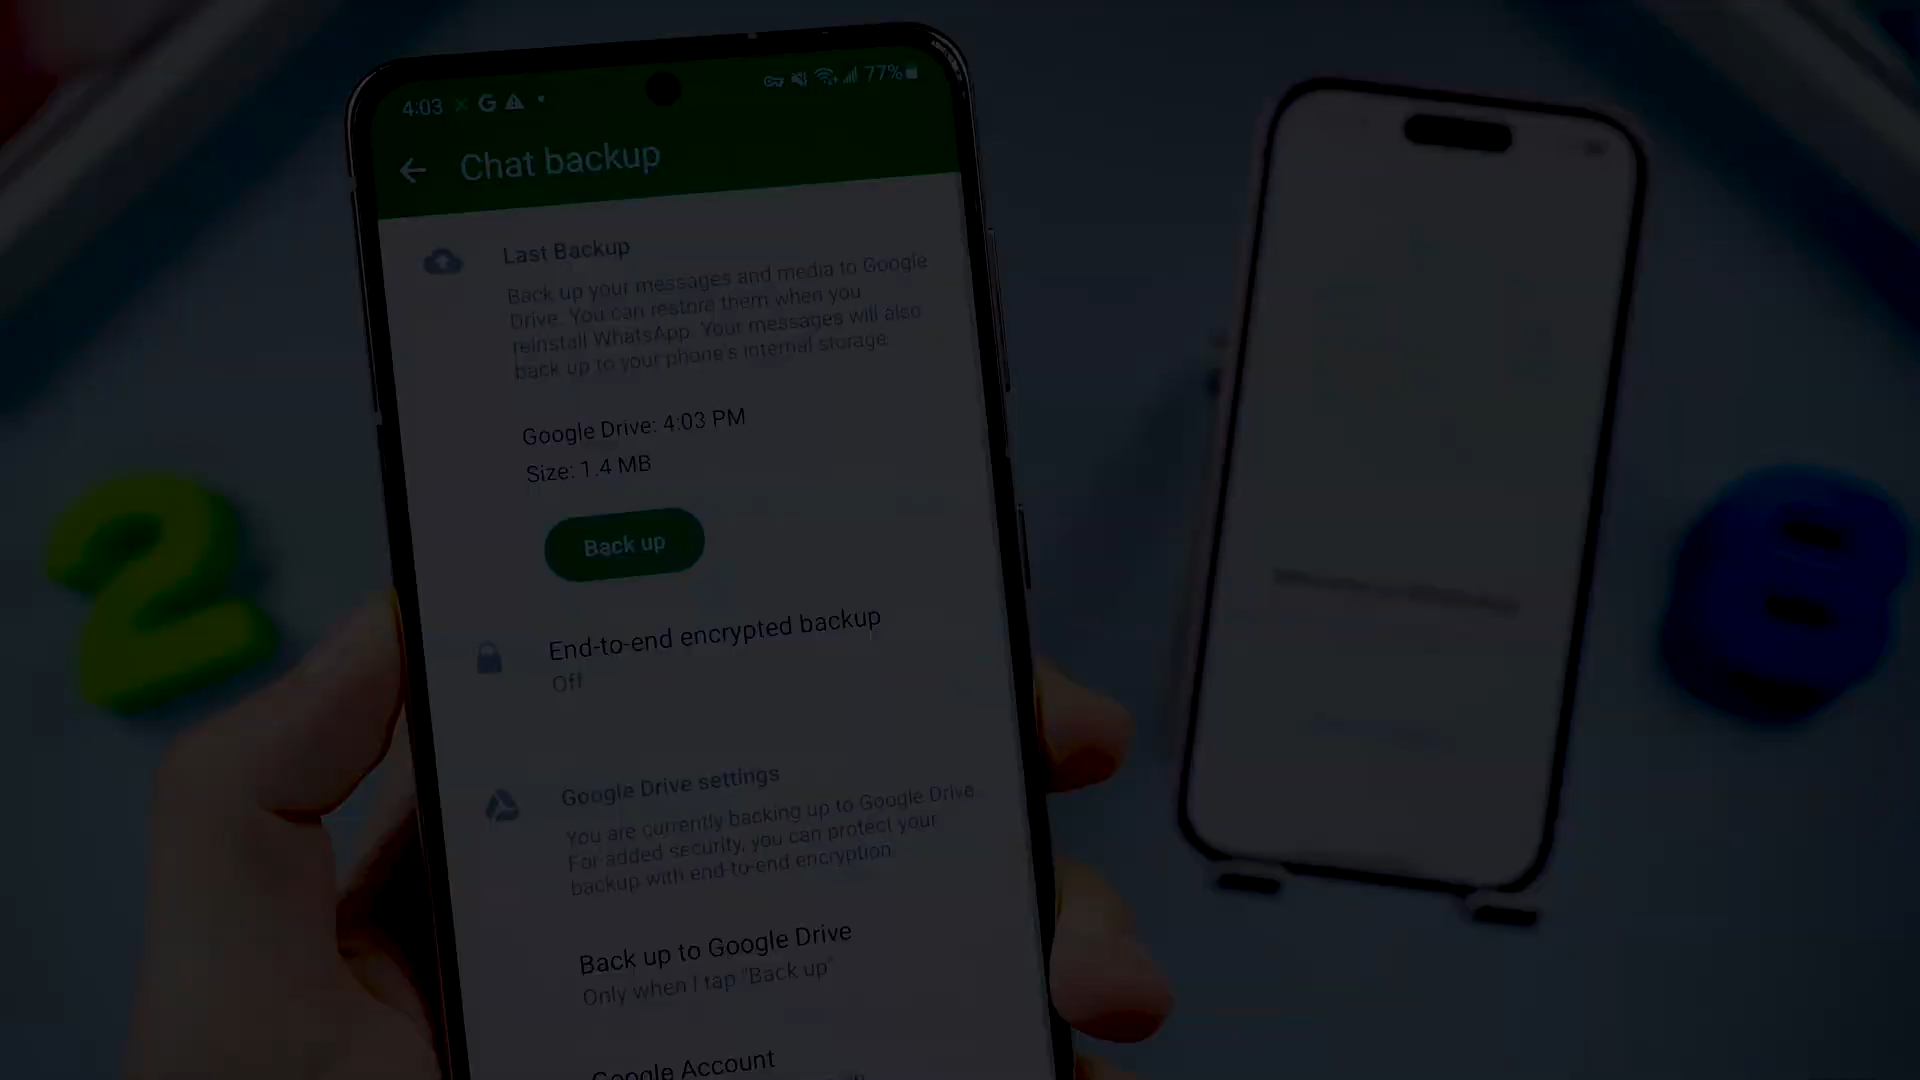 4:03 G 77%
Chat backup
Last Backup
Back up your messages and media to Google
Drive. You can restore them when you
reinstall WhatsApp. Your messages will also
back up to your phone's internal storage.
Google Drive: 4:03 PM
Size: 1.4 MB
Back up
End-to-end encrypted backup
Off
Google Drive settings
You are currently backing up to Google Drive.
For added security, you can protect your
backup with end-to-end encryption.
Back up to Google Drive
Only when I tap "Back up"
Google Account
2
8